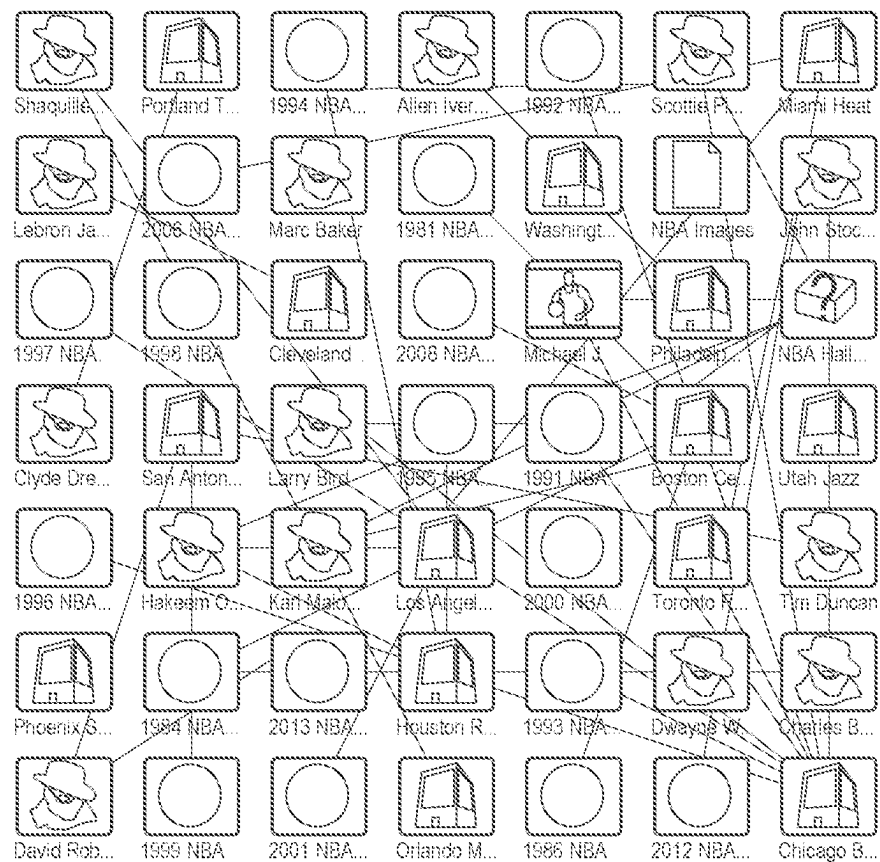 Shaquille...
Portland T...
1994 NBA...
Allen Iver...
1992 NBA...
Scottie Pi...
Miami Heat
Lebron Ja...
2006 NBA...
Marc Baker
1981 NBA...
Washingt...
NBA Images
John Stoc...
1997 NBA...
1998 NBA
Cleveland...
2008 NBA...
Michael J...
Philadelp...
NBA Hall...
Clyde Dre...
San Anton...
Larry Bird
1995 NBA...
1991 NBA...
Boston Ce...
Utah Jazz
1996 NBA...
Hakeem O...
Karl Malo...
Los Angel...
2000 NBA...
Toronto R...
Tim Duncan
Phoenix S...
1984 NBA...
2013 NBA...
Houston R...
1993 NBA...
Dwayne W...
Charles B...
David Rob...
1999 NBA
2001 NBA...
Orlando M...
1986 NBA
2012 NBA...
Chicago B...